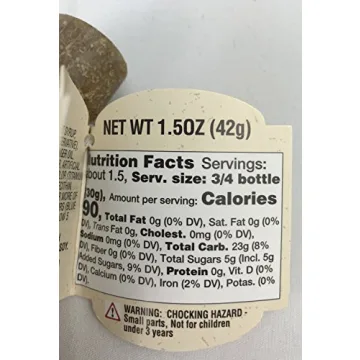 SYRUP,
NET WT 1.5OZ (42g)
Nutrition Facts Servings:
about 1.5, Serv. size: 3/4 bottle
(30g), Amount per serving: Calories
90, Total Fat 0g (0% DV), Sat. Fat 0g (0%
DV), Trans Fat 0g, Cholest. 0mg (0% DV),
Sodium 0mg (0% DV), Total Carb. 23g (8%
DV), Fiber 0g (0% DV), Total Sugars 5g (Incl. 5g
Added Sugars, 9% DV), Protein 0g, Vit. D (0%
DV), Calcium (0% DV), Iron (2% DV), Potas. (0%
DV).
WARNING: CHOCKING HAZARD -
Small parts, Not for children
under 3 years
SOY.